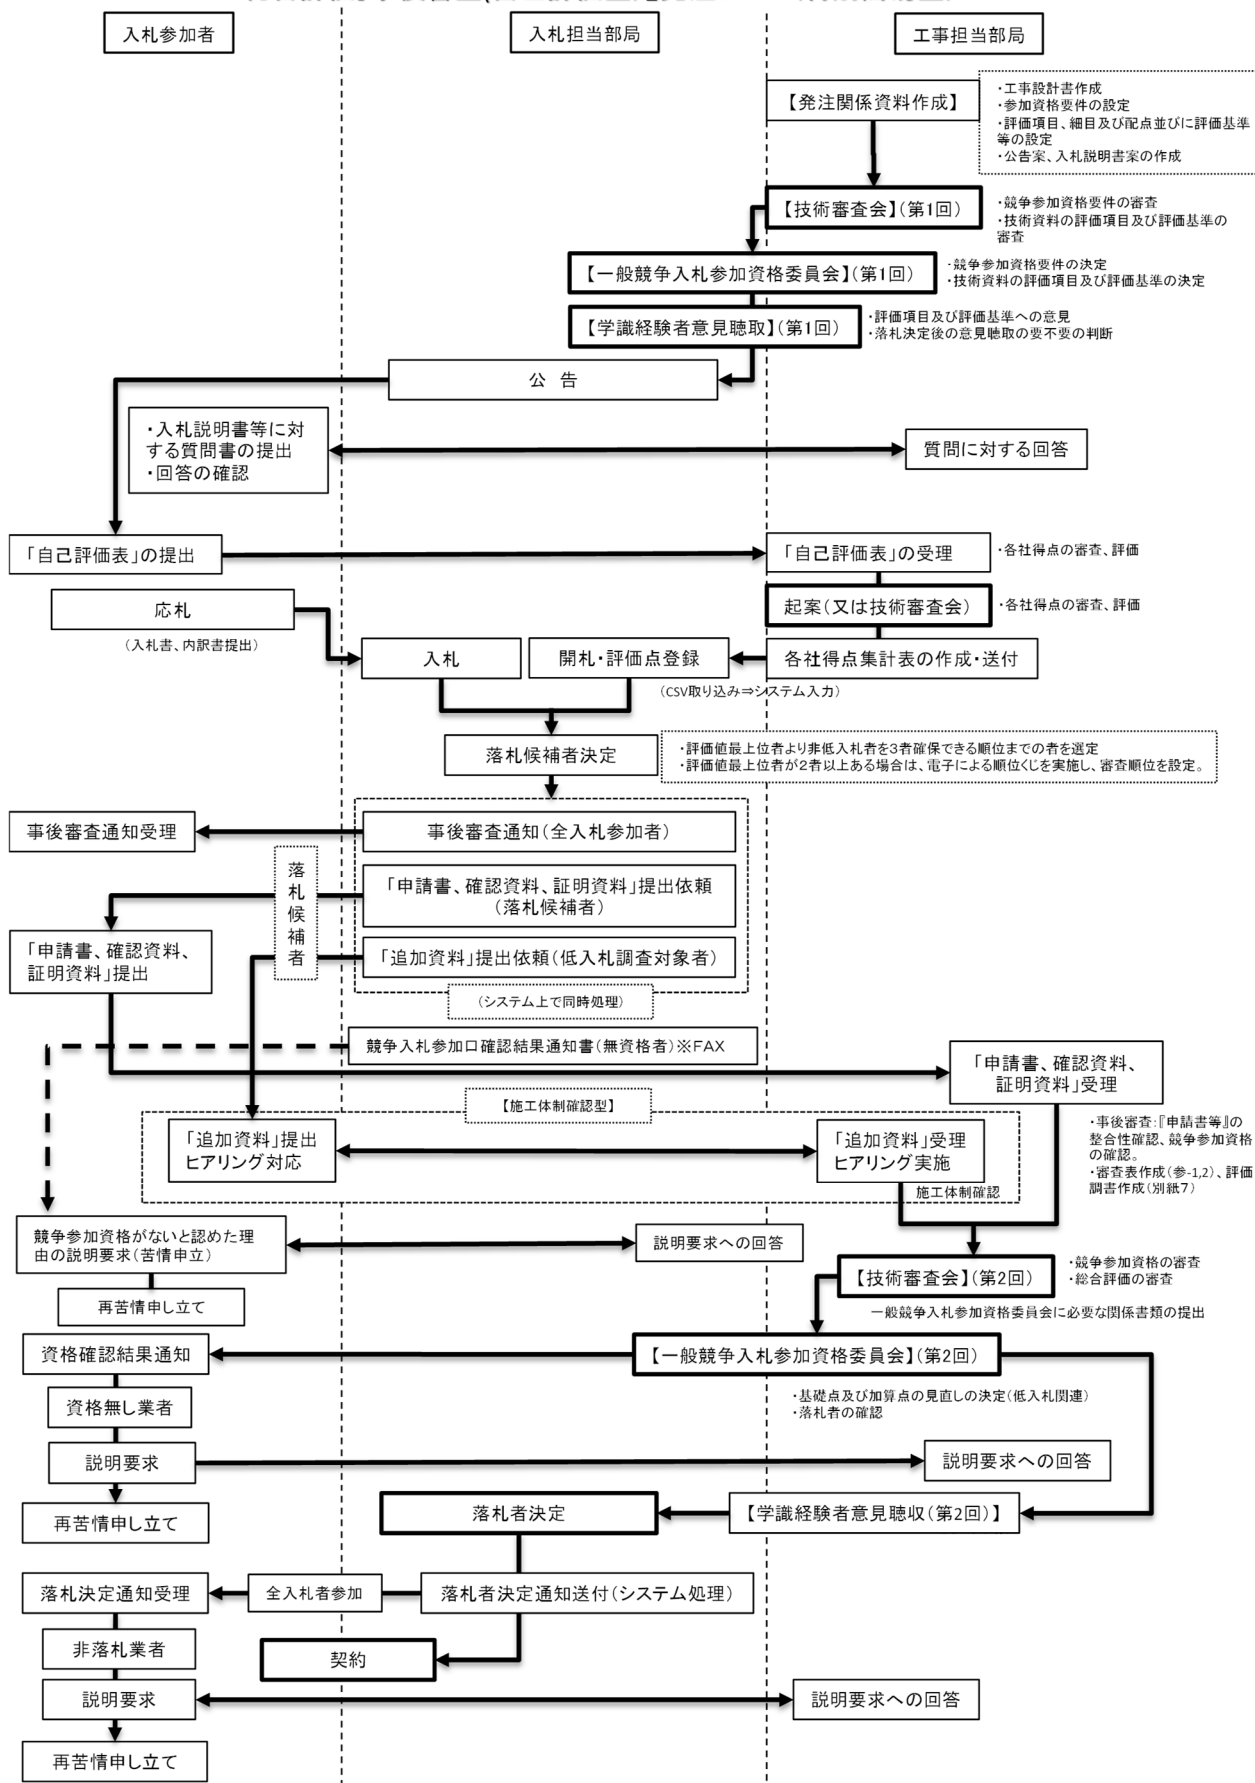 入札参加者
入札担当部局
工事担当部局
【発注関係資料作成】
・工事設計書作成
・参加資格要件の設定
・評価項目、細目及び配点並びに評価基準
等の設定
・公告案、入札説明書案の作成
【技術審査会】(第1回)
・競争参加資格要件の審査
・技術資料の評価項目及び評価基準の
審査
【一般競争入札参加資格委員会】(第1回)
・競争参加資格要件の決定
・技術資料の評価項目及び評価基準の決定
【学識経験者意見聴取】(第1回)
・評価項目及び評価基準への意見
・落札決定後の意見聴取の要不要の判断
公 告
・入札説明書等に対
する質問書の提出
・回答の確認
質問に対する回答
「自己評価表」の提出
「自己評価表」の受理
・各社得点の審査、評価
応札
(入札書、内訳書提出)
起案(又は技術審査会)
・各社得点の審査、評価
入札
開札・評価点登録
各社得点集計表の作成・送付
(CSV取り込み⇒システム入力)
落札候補者決定
・評価値最上位者より非低入札者を3者確保できる順位までの者を選定
・評価値最上位者が2者以上ある場合は、電子による順位くじを実施し、審査順位を設定。
事後審査通知受理
事後審査通知(全入札参加者)
落札候補者
「申請書、確認資料、証明資料」提出依頼
(落札候補者)
「申請書、確認資料、
証明資料」提出
「追加資料」提出依頼(低入札調査対象者)
(システム上で同時処理)
競争入札参加口確認結果通知書(無資格者)※FAX
「申請書、確認資料、
証明資料」受理
【施工体制確認型】
「追加資料」提出
ヒアリング対応
「追加資料」受理
ヒアリング実施
施工体制確認
・事後審査:『申請書等』の
整合性確認、競争参加資格
の確認。
・審査表作成(参-1,2)、評価
調書作成(別紙7)
競争参加資格がないと認めた理
由の説明要求(苦情申立)
説明要求への回答
再苦情申し立て
【技術審査会】(第2回)
・競争参加資格の審査
・総合評価の審査
一般競争入札参加資格委員会に必要な関係書類の提出
資格確認結果通知
【一般競争入札参加資格委員会】(第2回)
・基礎点及び加算点の見直しの決定(低入札関連)
・落札者の確認
資格無し業者
説明要求
説明要求への回答
再苦情申し立て
落札者決定
【学識経験者意見聴収(第2回)】
落札決定通知受理
全入札者参加
落札者決定通知送付(システム処理)
非落札業者
契約
説明要求
説明要求への回答
再苦情申し立て